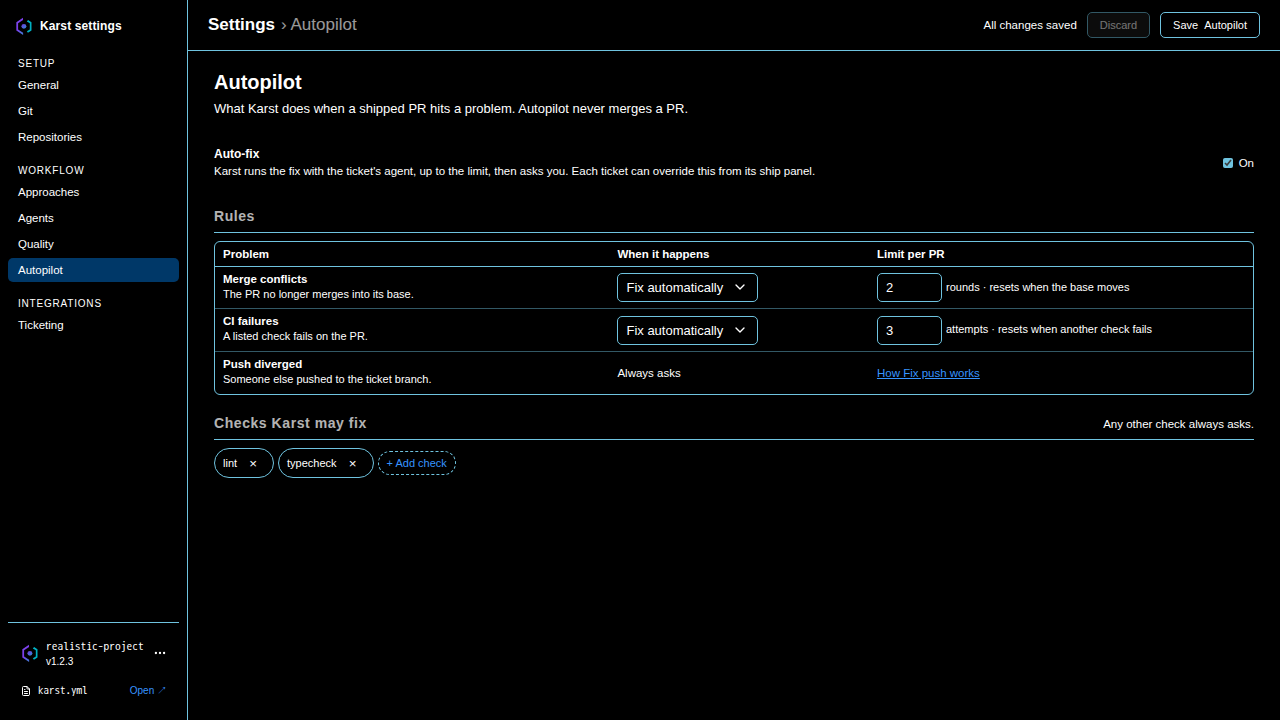 Karst settings
SETUP
General
Git
Repositories
WORKFLOW
Approaches
Agents
Quality
Autopilot
INTEGRATIONS
Ticketing
realistic-project
v1.2.3
karst.yml
Open ↗
Settings › Autopilot
All changes saved
Discard
Save Autopilot
Autopilot
What Karst does when a shipped PR hits a problem. Autopilot never merges a PR.
Auto-fix
Karst runs the fix with the ticket's agent, up to the limit, then asks you. Each ticket can override this from its ship panel.
On
Rules
Problem When it happens Limit per PR
Merge conflicts
The PR no longer merges into its base.
Fix automatically
2 rounds · resets when the base moves
CI failures
A listed check fails on the PR.
Fix automatically
3 attempts · resets when another check fails
Push diverged
Someone else pushed to the ticket branch.
Always asks
How Fix push works
Checks Karst may fix
Any other check always asks.
lint ×
typecheck ×
+ Add check